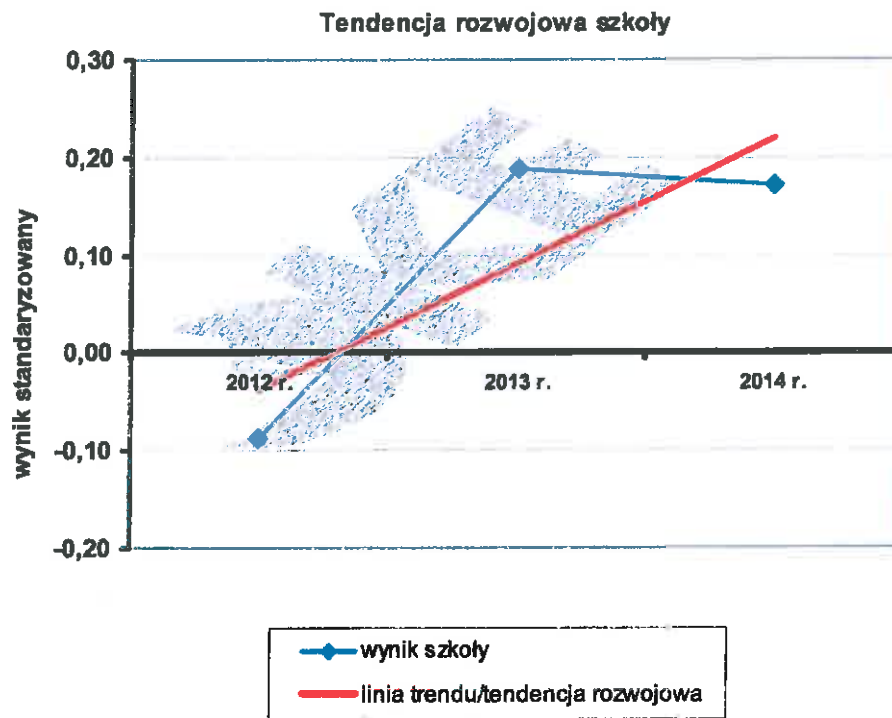 Tendencja rozwojowa szkoły
0,30
0,20
0,10
0,00
-0,10
-0,20
wynik standaryzowany
2012 r.
2013 r.
2014 r.
wynik szkoły
linia trendu/tendencja rozwojowa